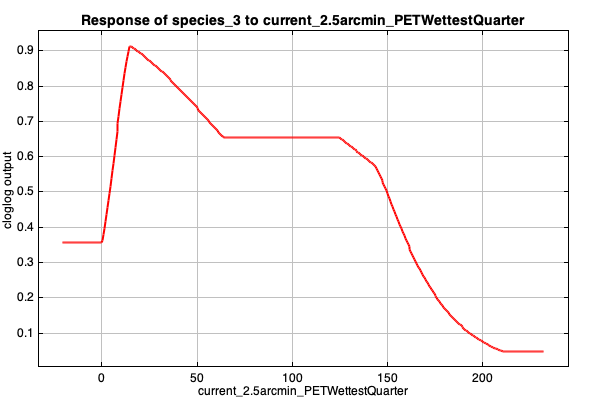 Response of species_3 to current_2.5arcmin_PETWettestQuarter
cloglog output
0.9
0.8
0.7
0.6
0.5
0.4
0.3
0.2
0.1
0 50 100 150 200
current_2.5arcmin_PETWettestQuarter